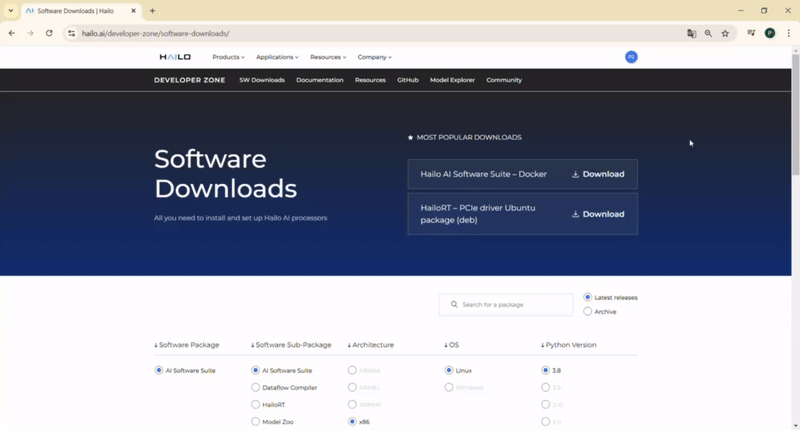 Software Downloads | Hailo
hailo.ai/developer-zone/software-downloads/
P
HAILO
Products
Applications
Resources
Company
DEVELOPER ZONE
SW Downloads
Documentation
Resources
GitHub
Model Explorer
Community
Software
Downloads
All you need to install and set up Hailo AI processors
MOST POPULAR DOWNLOADS
Hailo AI Software Suite – Docker
Download
HailoRT – PCIe driver Ubuntu
package (deb)
Download
Search for a package
Latest releases
Archive
Software Package
Software Sub-Package
Architecture
OS
Python Version
AI Software Suite
AI Software Suite
ARM64
Linux
3.8
Dataflow Compiler
Windows
3.9
HailoRT
3.10
Model Zoo
x86
3.11